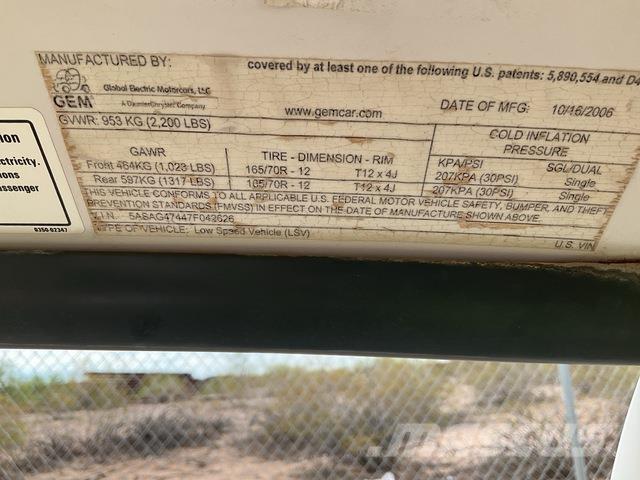 MANUFACTURED BY:
covered by at least one of the following U.S. patents: 5,890,554 and D4
GEM
Global Electric Motorcars, LLC
A DaimlerChrysler Company
www.gemcar.com
DATE OF MFG: 10/16/2006
GVWR: 953 KG (2,200 LBS)
COLD INFLATION
PRESSURE
GAWR
TIRE - DIMENSION - RIM
KPA/PSI
SGL/DUAL
Front 464KG (1,023 LBS)
165/70R - 12
T12 x 4J
207KPA (30PSI)
Single
Rear 597KG (1317 LBS)
165/70R - 12
T12 x 4J
207KPA (30PSI)
Single
THIS VEHICLE CONFORMS TO ALL APPLICABLE U.S. FEDERAL MOTOR VEHICLE SAFETY, BUMPER, AND THEFT
PREVENTION STANDARDS (FMVSS) IN EFFECT ON THE DATE OF MANUFACTURE SHOWN ABOVE.
V.I.N. 5ASAG47447F042626
TYPE OF VEHICLE: Low Speed Vehicle (LSV)
U.S. VIN
ion
ctricity.
ions
assenger
0350-02347